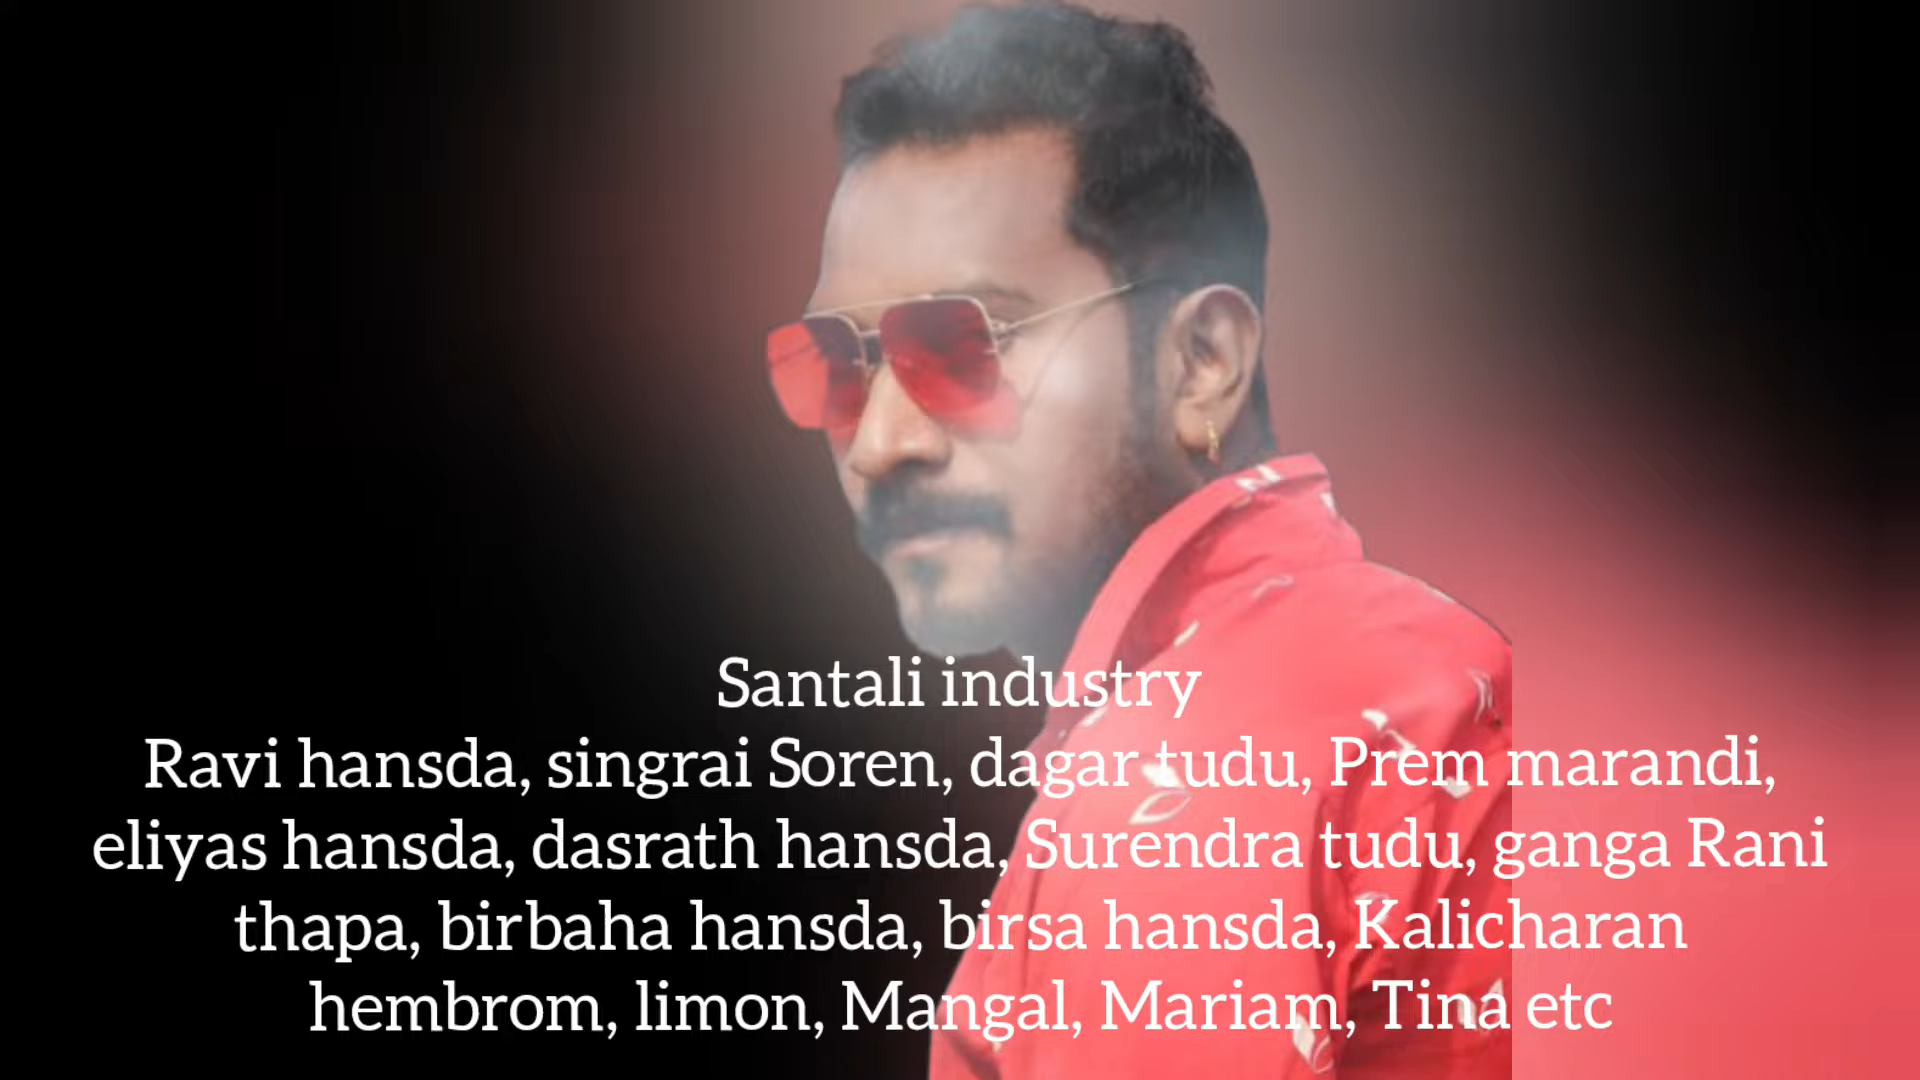 Santali industry
Ravi hansda, singrai Soren, dagar tudu, Prem marandi,
eliyas hansda, dasrath hansda, Surendra tudu, ganga Rani
thapa, birbaha hansda, birsa hansda, Kalicharan
hembrom, limon, Mangal, Mariam, Tina etc